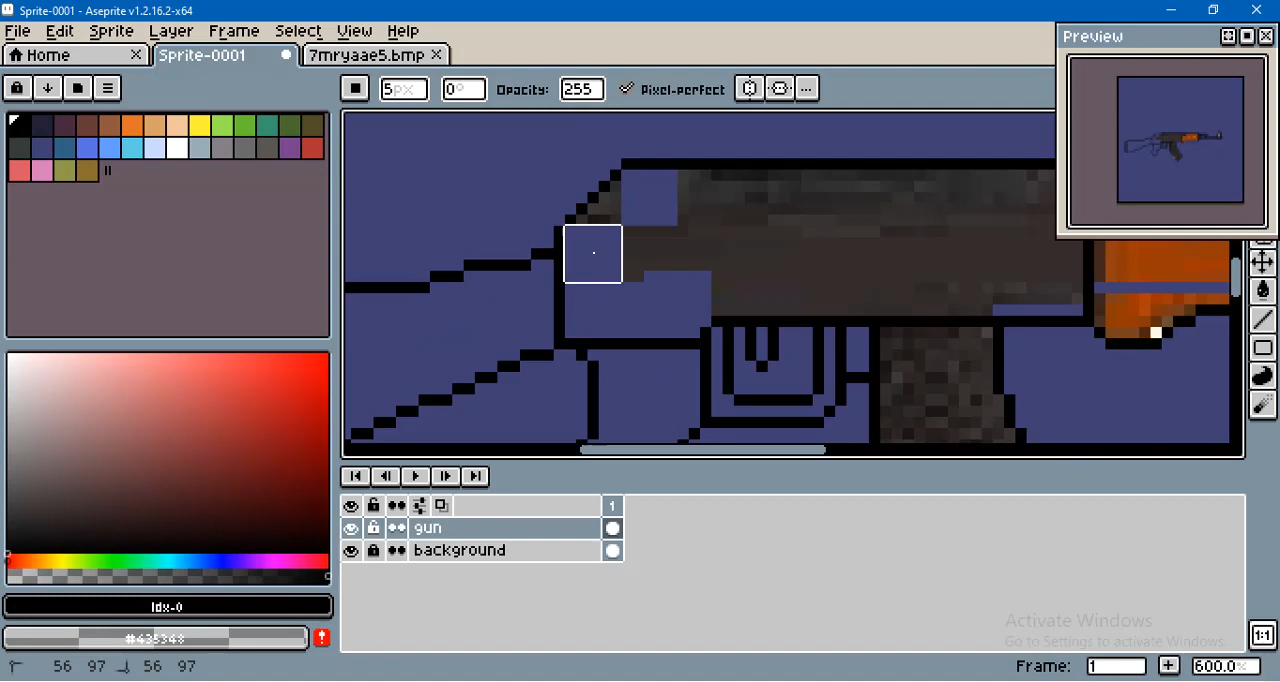 Sprite-0001 - Aseprite v1.2.16.2-x64
File Edit Sprite Layer Frame Select View Help
Home Sprite-0001 7mryaae5.bmp
Preview
5px 0° Opacity: 255 Pixel-perfect ...
1
gun
background
Idx-0
#435348
Activate Windows
Go to Settings to activate Windows.
1:1
56 97 56 97 Frame: 1 + 600.0%